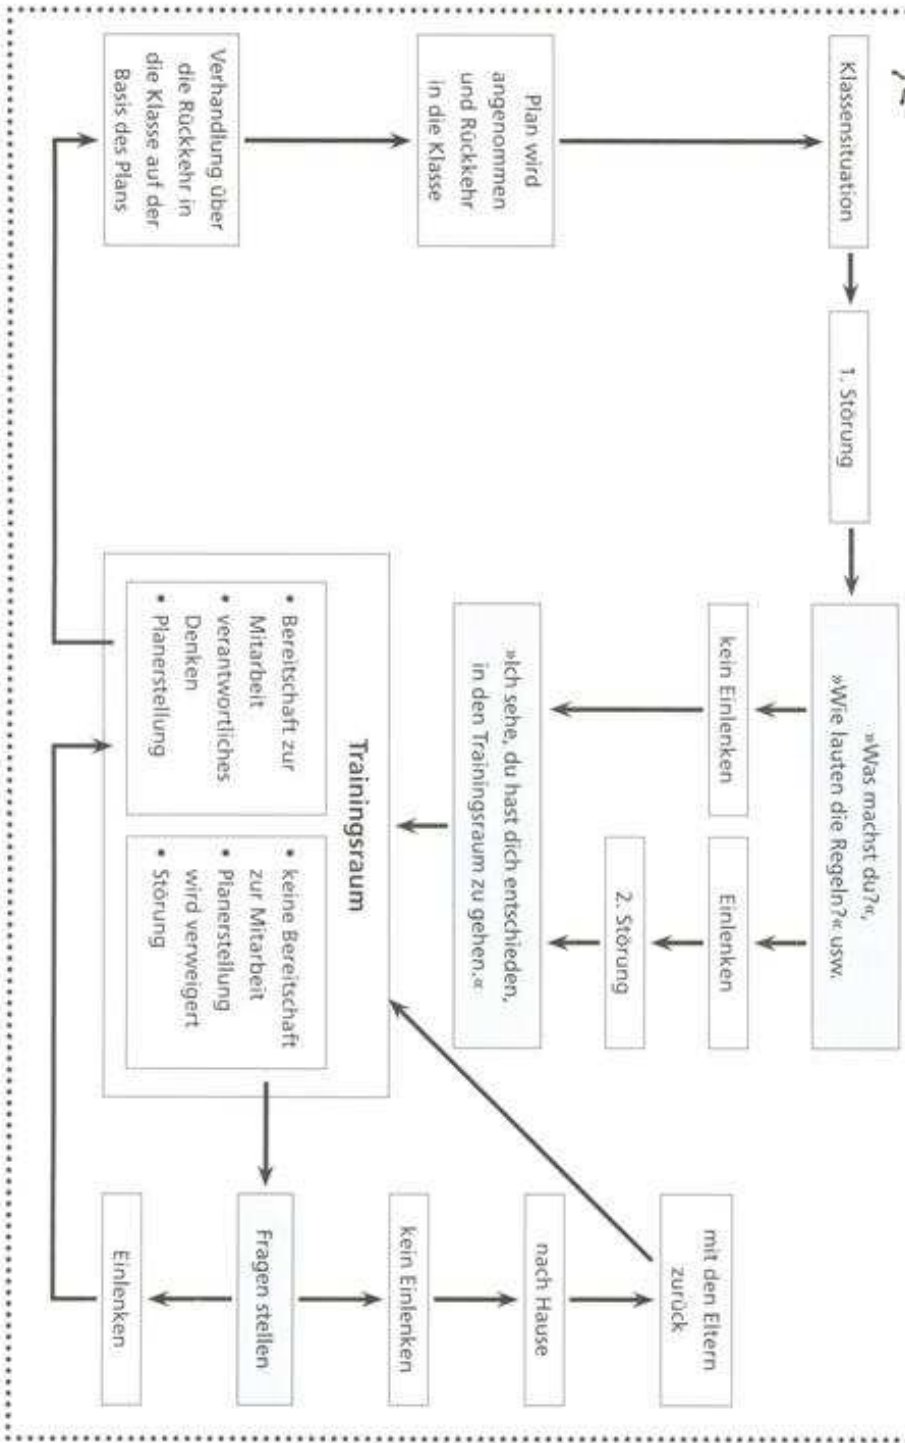 Klassensituation
1. Störung
»Was machst du?«,
»Wie lauten die Regeln?« usw.
kein Einlenken
Einlenken
2. Störung
»Ich sehe, du hast dich entschieden,
in den Trainingsraum zu gehen.«
Trainingsraum
• Bereitschaft zur
Mitarbeit
• verantwortliches
Denken
• Planerstellung
• keine Bereitschaft
zur Mitarbeit
• Planerstellung
wird verweigert
• Störung
Fragen stellen
Einlenken
kein Einlenken
nach Hause
mit den Eltern
zurück
Verhandlung über
die Rückkehr in
die Klasse auf der
Basis des Plans
Plan wird
angenommen
und Rückkehr
in die Klasse